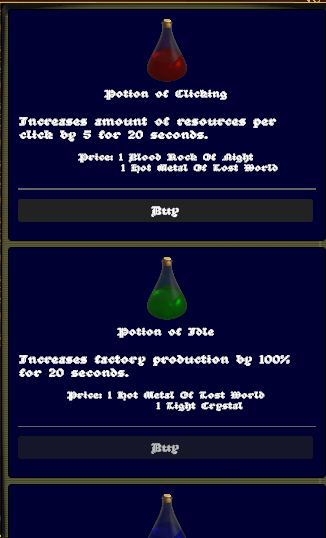 Potion of Clicking
Increases amount of resources per
click by 5 for 20 seconds.
Price: 1 Blood Rock Of Night
1 Hot Metal Of Lost World
Buy
Potion of Idle
Increases factory production by 100%
for 20 seconds.
Price: 1 Hot Metal Of Lost World
1 Light Crystal
Buy